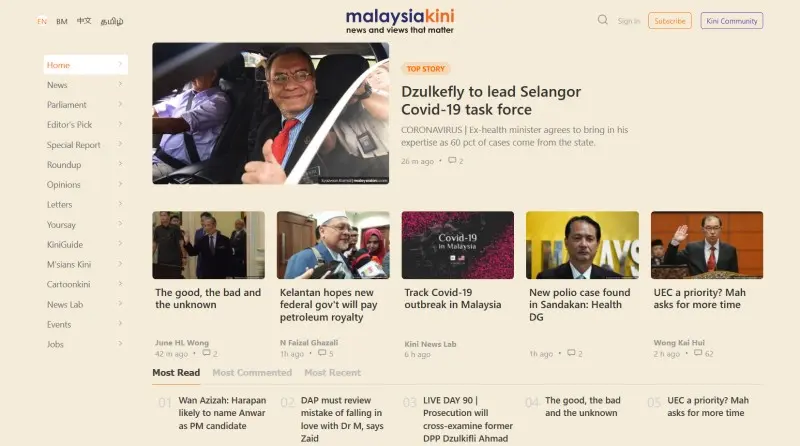 EN BM 中文 தமிழ்
malaysiakini
news and views that matter
Sign in
Subscribe
Kini Community
Home
News
Parliament
Editor's Pick
Special Report
Roundup
Opinions
Letters
Yoursay
KiniGuide
M'sians Kini
Cartoonkini
News Lab
Events
Jobs
TOP STORY
Dzulkefly to lead Selangor
Covid-19 task force
CORONAVIRUS | Ex-health minister agrees to bring in his
expertise as 60 pct of cases come from the state.
26 m ago • 2
The good, the bad and
the unknown
June HL Wong
42 m ago • 2
Kelantan hopes new
federal gov't will pay
petroleum royalty
N Faizal Ghazali
1h ago • 5
Covid-19
in Malaysia
Track Covid-19
outbreak in Malaysia
Kini News Lab
6 h ago
MALAYS
New polio case found
in Sandakan: Health
DG
1h ago • 2
UEC a priority? Mah
asks for more time
Wong Kai Hui
2 h ago • 62
Most Read
Most Commented
Most Recent
01 Wan Azizah: Harapan
likely to name Anwar
as PM candidate
02 DAP must review
mistake of falling in
love with Dr M, says
Zaid
03 LIVE DAY 90 |
Prosecution will
cross-examine former
DPP Dzulkifli Ahmad
04 The good, the bad
and the unknown
05 UEC a priority? Mah
asks for more time